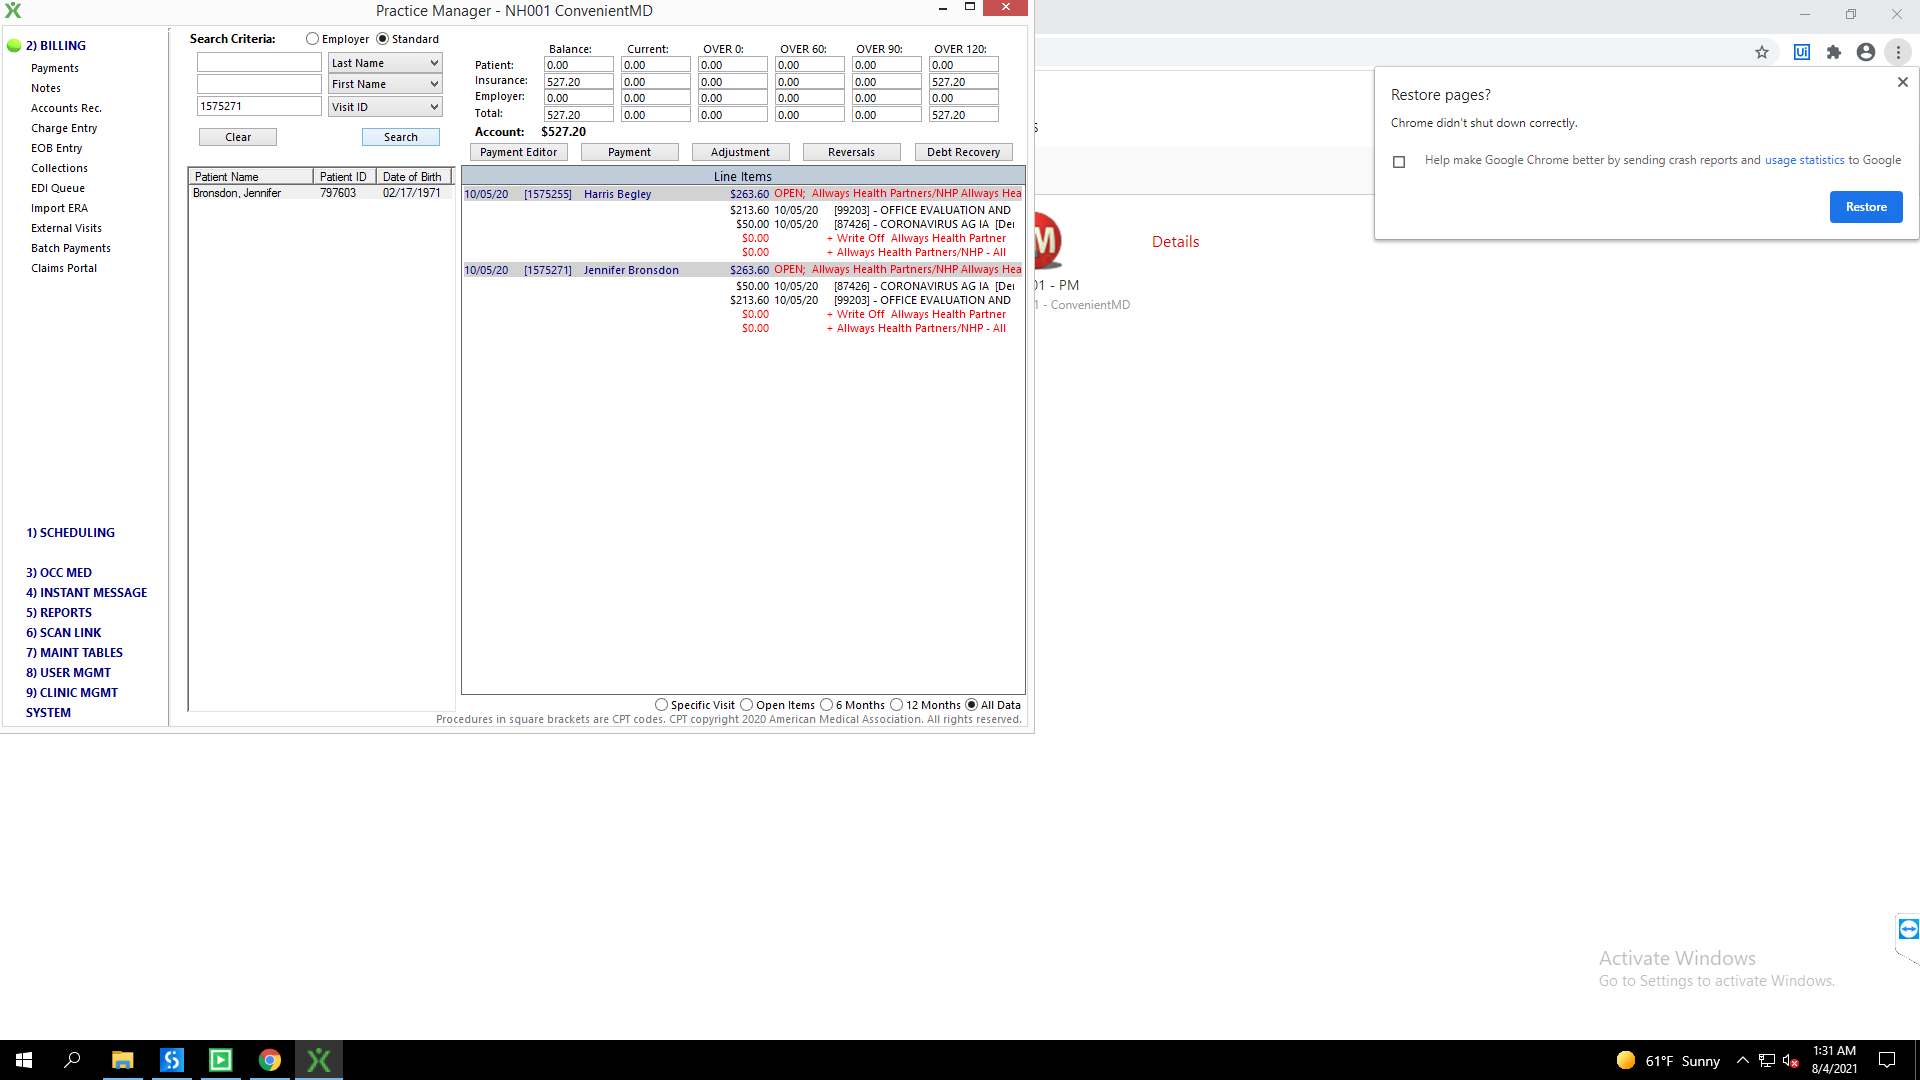 Practice Manager - NH001 ConvenientMD
2) BILLING
Payments
Notes
Accounts Rec.
Charge Entry
EOB Entry
Collections
EDI Queue
Import ERA
External Visits
Batch Payments
Claims Portal
1) SCHEDULING
3) OCC MED
4) INSTANT MESSAGE
5) REPORTS
6) SCAN LINK
7) MAINT TABLES
8) USER MGMT
9) CLINIC MGMT
SYSTEM
Search Criteria: Employer Standard
Last Name
First Name
1575271 Visit ID
Clear Search
Patient Name Patient ID Date of Birth
Bronsdon, Jennifer 797603 02/17/1971
Balance: Current: OVER 0: OVER 60: OVER 90: OVER 120:
Patient: 0.00 0.00 0.00 0.00 0.00 0.00
Insurance: 527.20 0.00 0.00 0.00 0.00 527.20
Employer: 0.00 0.00 0.00 0.00 0.00 0.00
Total: 527.20 0.00 0.00 0.00 0.00 527.20
Account: $527.20
Payment Editor Payment Adjustment Reversals Debt Recovery
Line Items
10/05/20 [1575255] Harris Begley $263.60 OPEN; Allways Health Partners/NHP Allways Hea
$213.60 10/05/20 [99203] - OFFICE EVALUATION AND
$50.00 10/05/20 [87426] - CORONAVIRUS AG IA [De
$0.00 + Write Off Allways Health Partner
$0.00 + Allways Health Partners/NHP - All
10/05/20 [1575271] Jennifer Bronsdon $263.60 OPEN; Allways Health Partners/NHP Allways Hea
$50.00 10/05/20 [87426] - CORONAVIRUS AG IA [De
$213.60 10/05/20 [99203] - OFFICE EVALUATION AND
$0.00 + Write Off Allways Health Partner
$0.00 + Allways Health Partners/NHP - All
Specific Visit Open Items 6 Months 12 Months All Data
Procedures in square brackets are CPT codes. CPT copyright 2020 American Medical Association. All rights reserved.
Ui
Restore pages?
Chrome didn't shut down correctly.
Help make Google Chrome better by sending crash reports and usage statistics to Google
Restore
s
M
Details
01 - PM
1 - ConvenientMD
Activate Windows
Go to Settings to activate Windows.
61°F Sunny
1:31 AM
8/4/2021